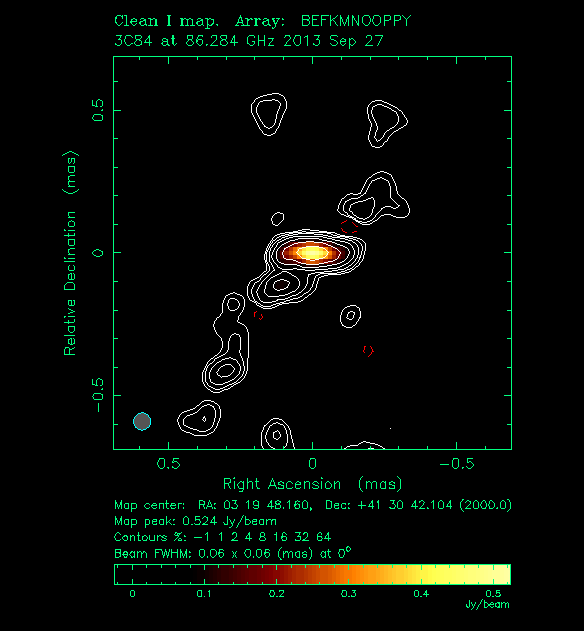 Clean I map.  Array:  BEFKMNOOPPY
3C84 at 86.284 GHz 2013 Sep 27
Relative Declination  (mas)
0.5
0
−0.5
0.5 0 −0.5
Right Ascension  (mas)
Map center:  RA: 03 19 48.160,  Dec: +41 30 42.104 (2000.0)
Map peak: 0.524 Jy/beam
Contours %: −1 1 2 4 8 16 32 64
Beam FWHM: 0.06 x 0.06 (mas) at 0°
0 0.1 0.2 0.3 0.4 0.5
Jy/beam